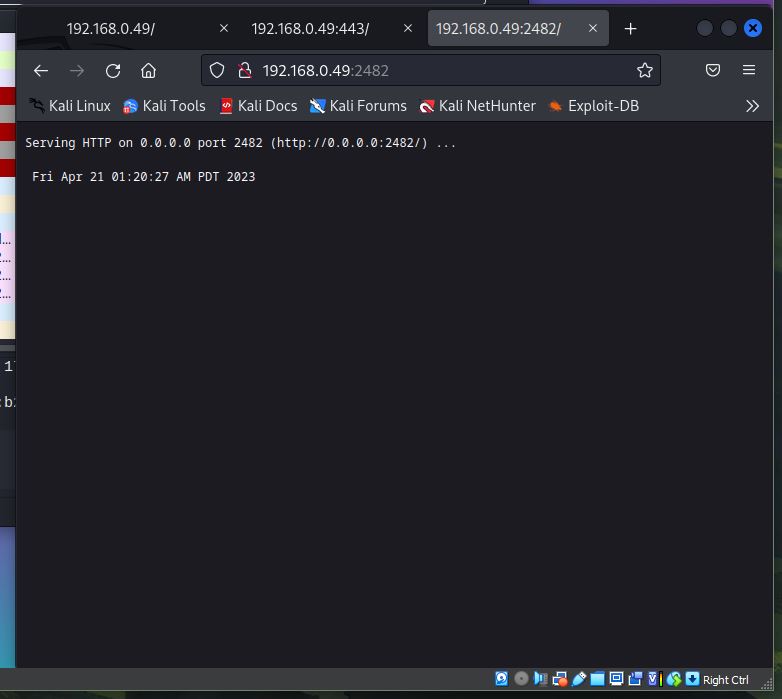 192.168.0.49/
192.168.0.49:443/
192.168.0.49:2482/
192.168.0.49:2482
Kali Linux
Kali Tools
Kali Docs
Kali Forums
Kali NetHunter
Exploit-DB
Serving HTTP on 0.0.0.0 port 2482 (http://0.0.0.0:2482/) ...
Fri Apr 21 01:20:27 AM PDT 2023
Right Ctrl